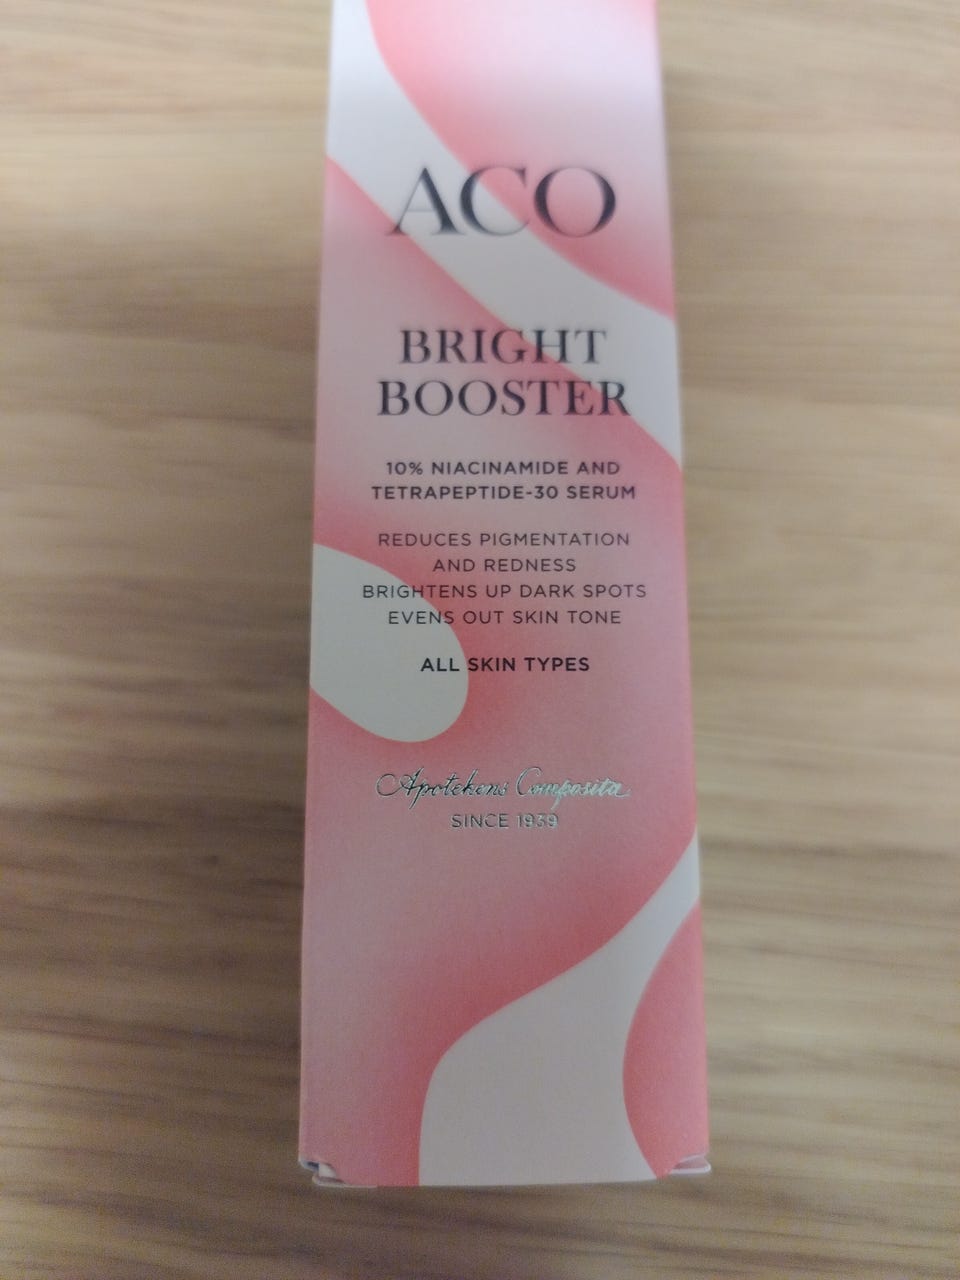 ACO
BRIGHT
BOOSTER
10% NIACINAMIDE AND
TETRAPEPTIDE-30 SERUM
REDUCES PIGMENTATION
AND REDNESS
BRIGHTENS UP DARK SPOTS
EVENS OUT SKIN TONE
ALL SKIN TYPES
Apotekens Composita
SINCE 1939